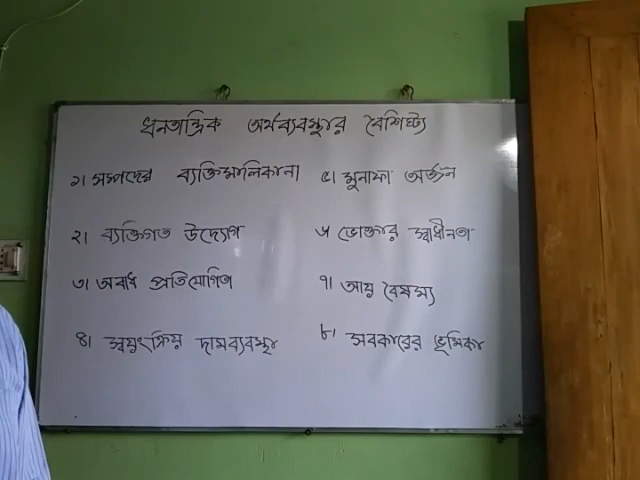 ধনতান্ত্রিক অর্থব্যবস্থার বৈশিষ্ট্য
১। সম্পদের ব্যক্তিমালিকানা
২। ব্যক্তিগত উদ্যোগ
৩। অবাধ প্রতিযোগিতা
৪। স্বয়ংক্রিয় দামব্যবস্থা
৫। মুনাফা অর্জন
৬। ভোক্তার স্বাধীনতা
৭। আয় বৈষম্য
৮। সরকারের ভূমিকা